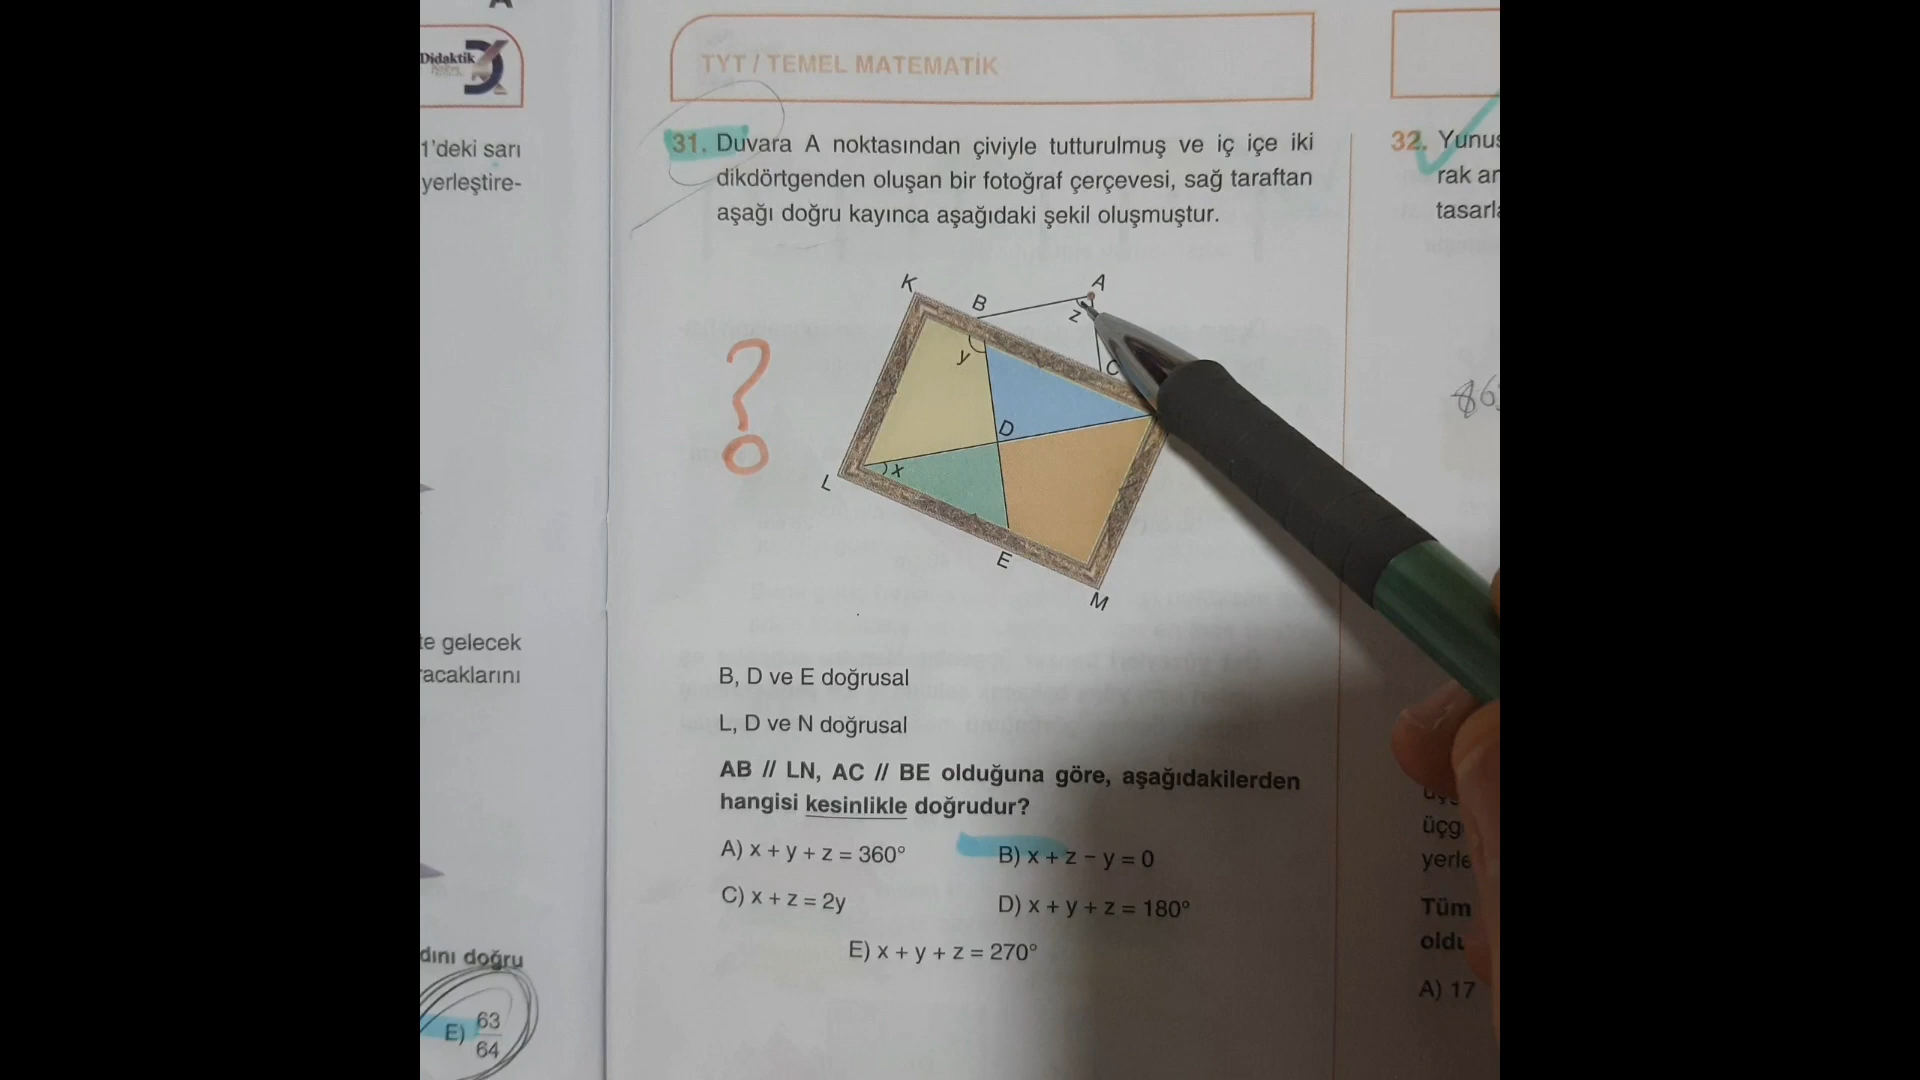 Didaktik
1'deki sarı
yerleştire-
te gelecek
racaklarını
dını doğru
E) 63/64
TYT / TEMEL MATEMATİK
31. Duvara A noktasından çiviyle tutturulmuş ve iç içe iki
dikdörtgenden oluşan bir fotoğraf çerçevesi, sağ taraftan
aşağı doğru kayınca aşağıdaki şekil oluşmuştur.
K
B
A
z
y
C
?
D
x
L
E
M
B, D ve E doğrusal
L, D ve N doğrusal
AB // LN, AC // BE olduğuna göre, aşağıdakilerden
hangisi kesinlikle doğrudur?
A) x + y + z = 360°
B) x + z − y = 0
C) x + z = 2y
D) x + y + z = 180°
E) x + y + z = 270°
32. Yunus
rak ar
tasarla
üçg
yerle
Tüm
oldu
A) 17